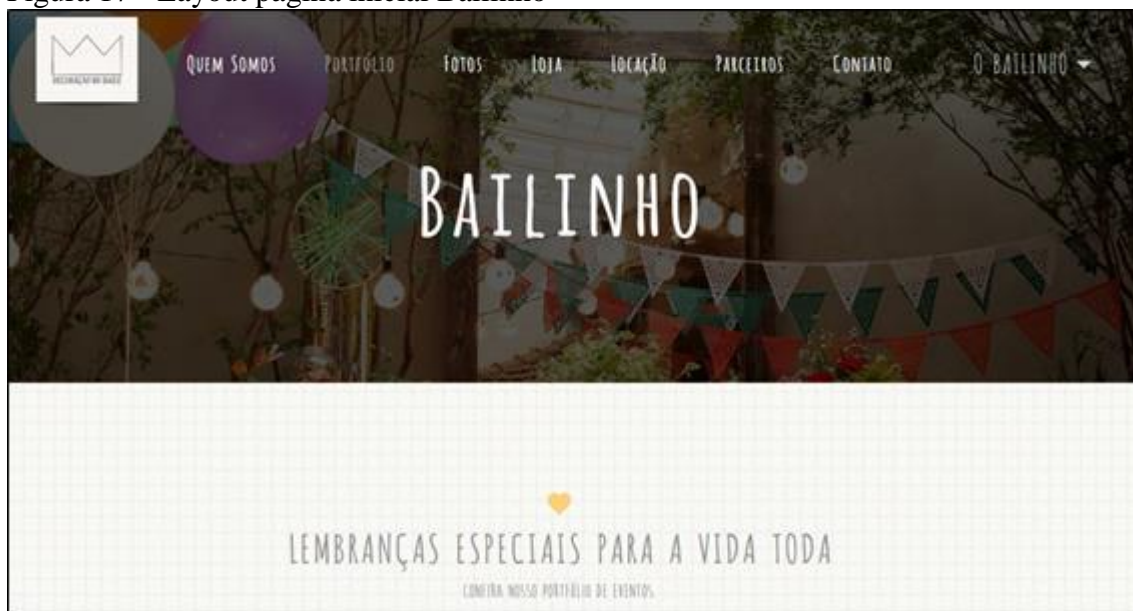 Figura 17 – Layout página inicial Bailinho
QUEM SOMOS PORTFÓLIO FOTOS LOJA LOCAÇÃO PARCEIROS CONTATO O BAILINHO
BAILINHO
LEMBRANÇAS ESPECIAIS PARA A VIDA TODA
CONFIRA NOSSO PORTFÓLIO DE EVENTOS.